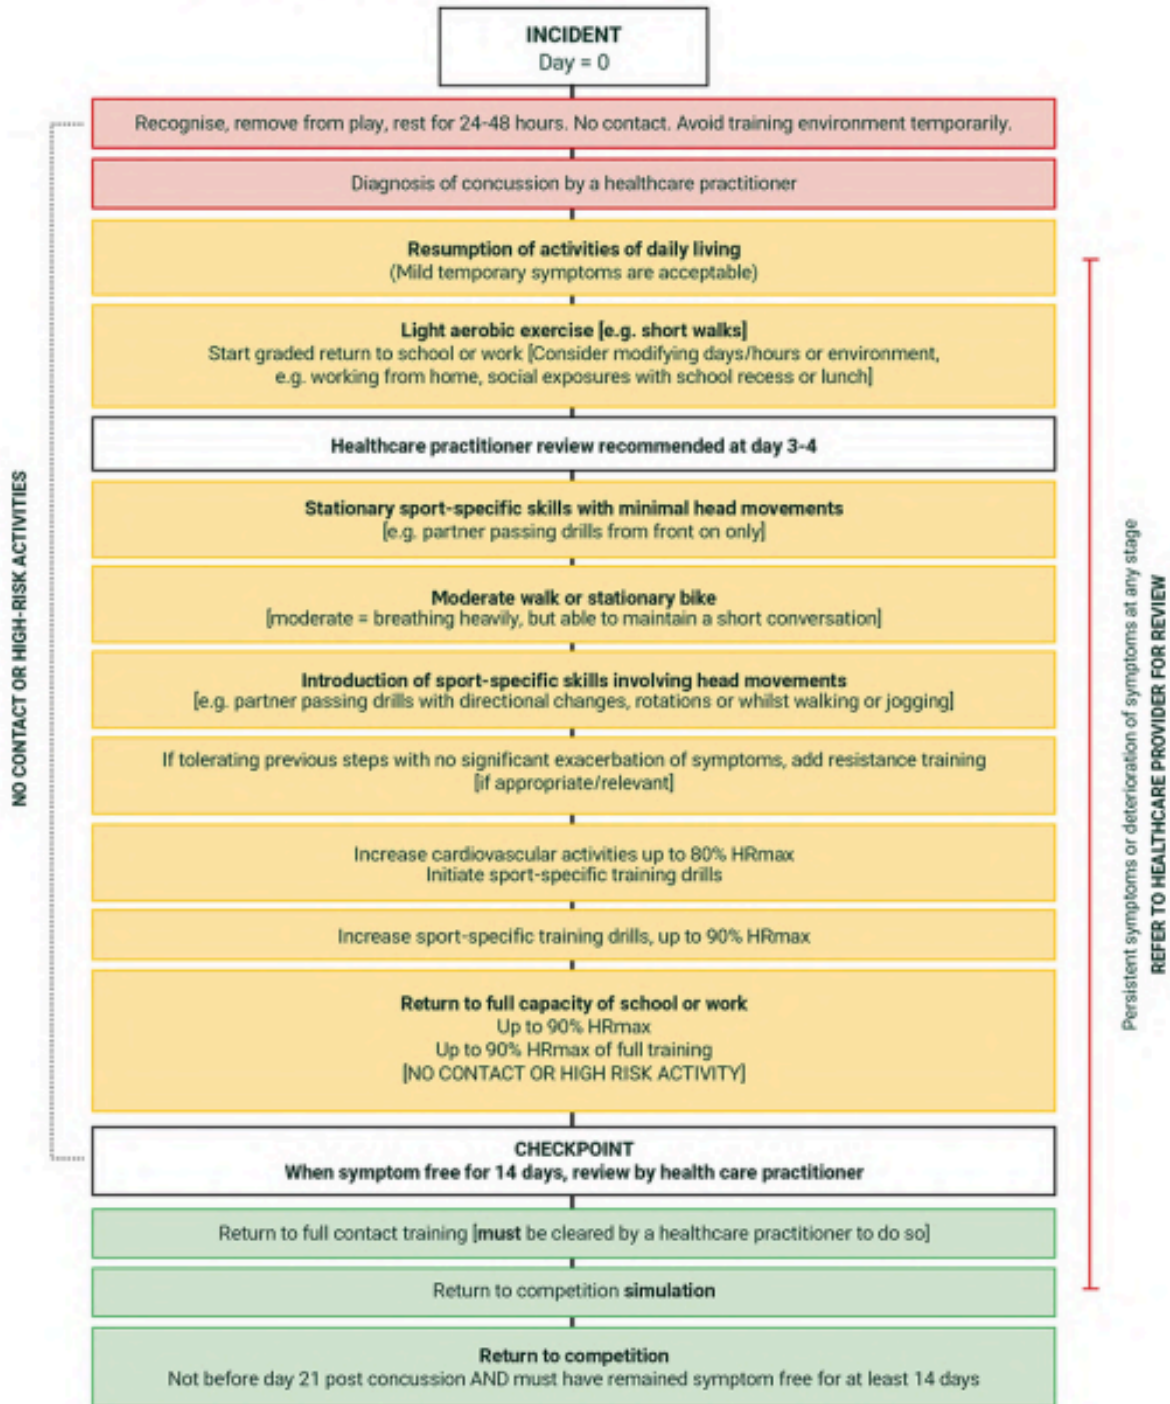 INCIDENT
Day = 0
Recognise, remove from play, rest for 24-48 hours. No contact. Avoid training environment temporarily.
Diagnosis of concussion by a healthcare practitioner
Resumption of activities of daily living
(Mild temporary symptoms are acceptable)
Light aerobic exercise [e.g. short walks]
Start graded return to school or work [Consider modifying days/hours or environment,
e.g. working from home, social exposures with school recess or lunch]
Healthcare practitioner review recommended at day 3-4
Stationary sport-specific skills with minimal head movements
[e.g. partner passing drills from front on only]
Moderate walk or stationary bike
[moderate = breathing heavily, but able to maintain a short conversation]
Introduction of sport-specific skills involving head movements
[e.g. partner passing drills with directional changes, rotations or whilst walking or jogging]
If tolerating previous steps with no significant exacerbation of symptoms, add resistance training
[if appropriate/relevant]
Increase cardiovascular activities up to 80% HRmax
Initiate sport-specific training drills
Increase sport-specific training drills, up to 90% HRmax
Return to full capacity of school or work
Up to 90% HRmax
Up to 90% HRmax of full training
[NO CONTACT OR HIGH RISK ACTIVITY]
CHECKPOINT
When symptom free for 14 days, review by health care practitioner
Return to full contact training [must be cleared by a healthcare practitioner to do so]
Return to competition simulation
Return to competition
Not before day 21 post concussion AND must have remained symptom free for at least 14 days
NO CONTACT OR HIGH-RISK ACTIVITIES
Persistent symptoms or deterioration of symptoms at any stage
REFER TO HEALTHCARE PROVIDER FOR REVIEW